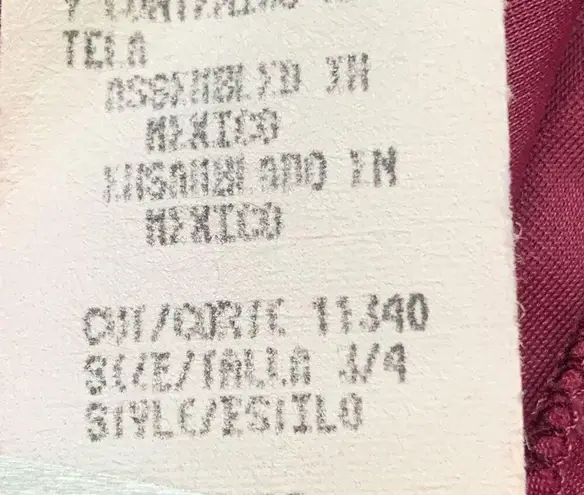 TELA
ASSEMBLED IN
MEXICO
ENSAMBLADO EN
MEXICO
CUT/CORTE 11340
SIZE/TALLA 3/4
STYLE/ESTILO